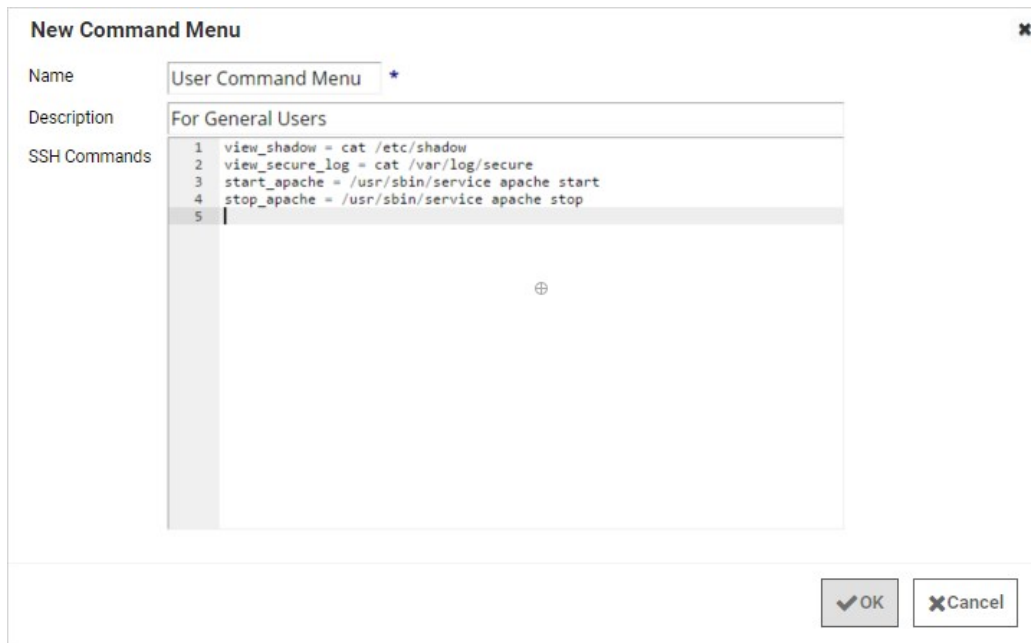 New Command Menu
Name User Command Menu *
Description For General Users
SSH Commands
1 view_shadow = cat /etc/shadow
2 view_secure_log = cat /var/log/secure
3 start_apache = /usr/sbin/service apache start
4 stop_apache = /usr/sbin/service apache stop
5
OK Cancel